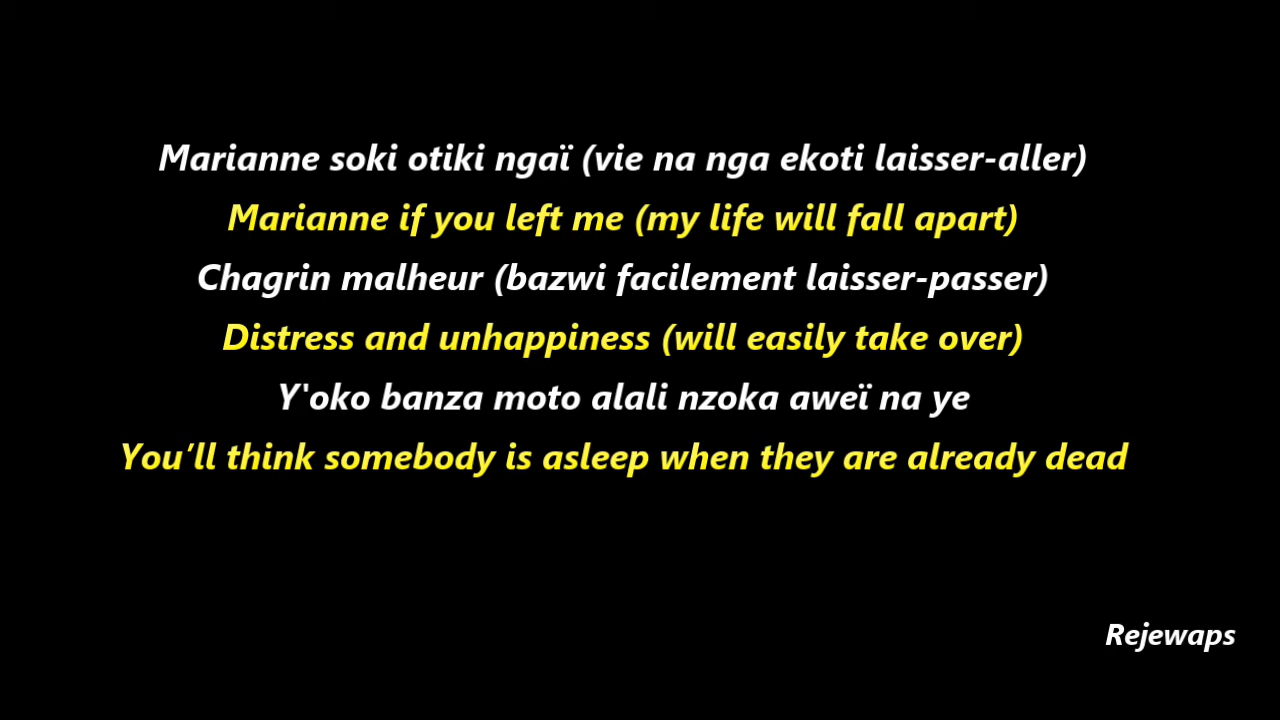 Marianne soki otiki ngaï (vie na nga ekoti laisser-aller)
Marianne if you left me (my life will fall apart)
Chagrin malheur (bazwi facilement laisser-passer)
Distress and unhappiness (will easily take over)
Y'oko banza moto alali nzoka aweï na ye
You’ll think somebody is asleep when they are already dead
Rejewaps